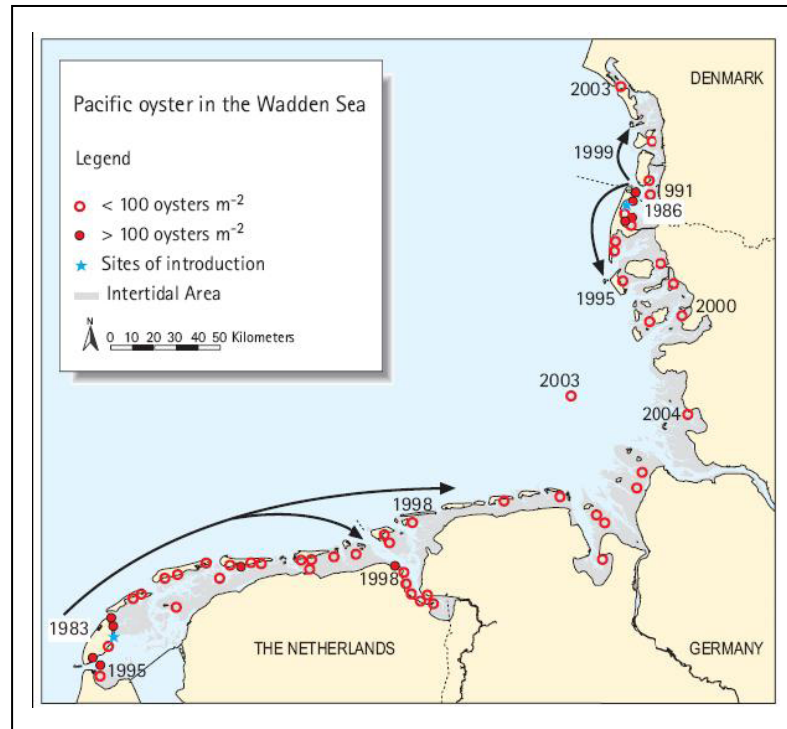 Pacific oyster in the Wadden Sea
Legend
< 100 oysters m⁻²
> 100 oysters m⁻²
Sites of introduction
Intertidal Area
N
0 10 20 30 40 50 Kilometers
DENMARK
2003
1999
1991
1986
1995
2000
2003
2004
1998
1998
1983
1995
THE NETHERLANDS
GERMANY